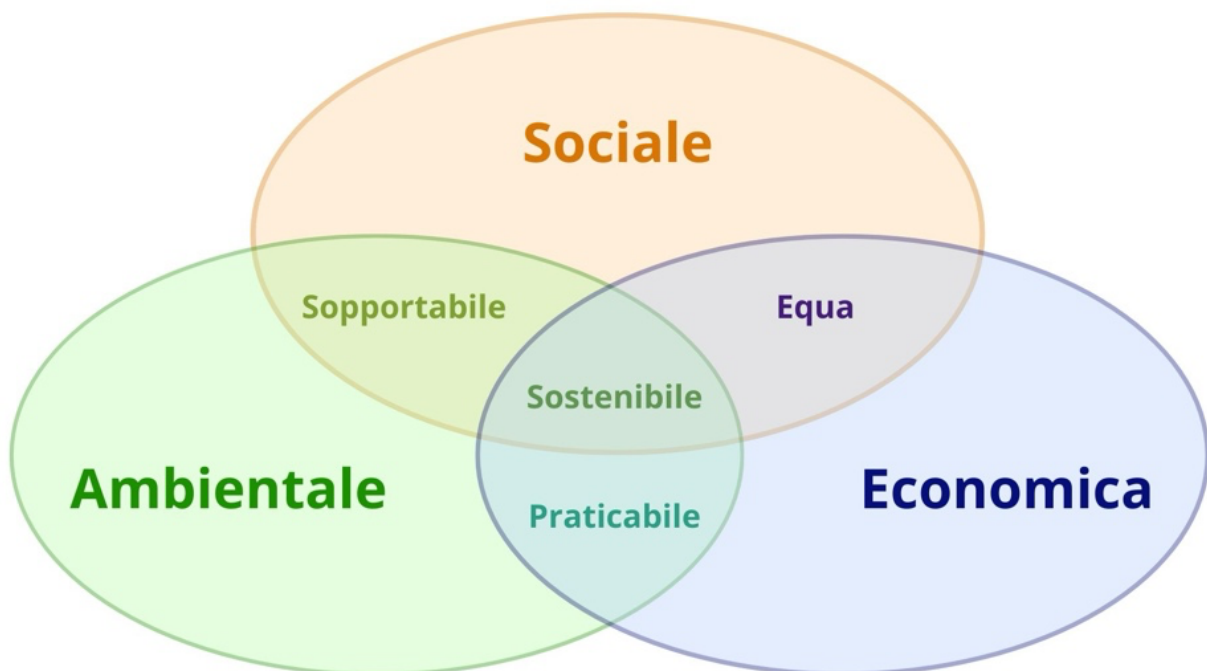 Sociale
Sopportabile
Equa
Sostenibile
Ambientale
Economica
Praticabile